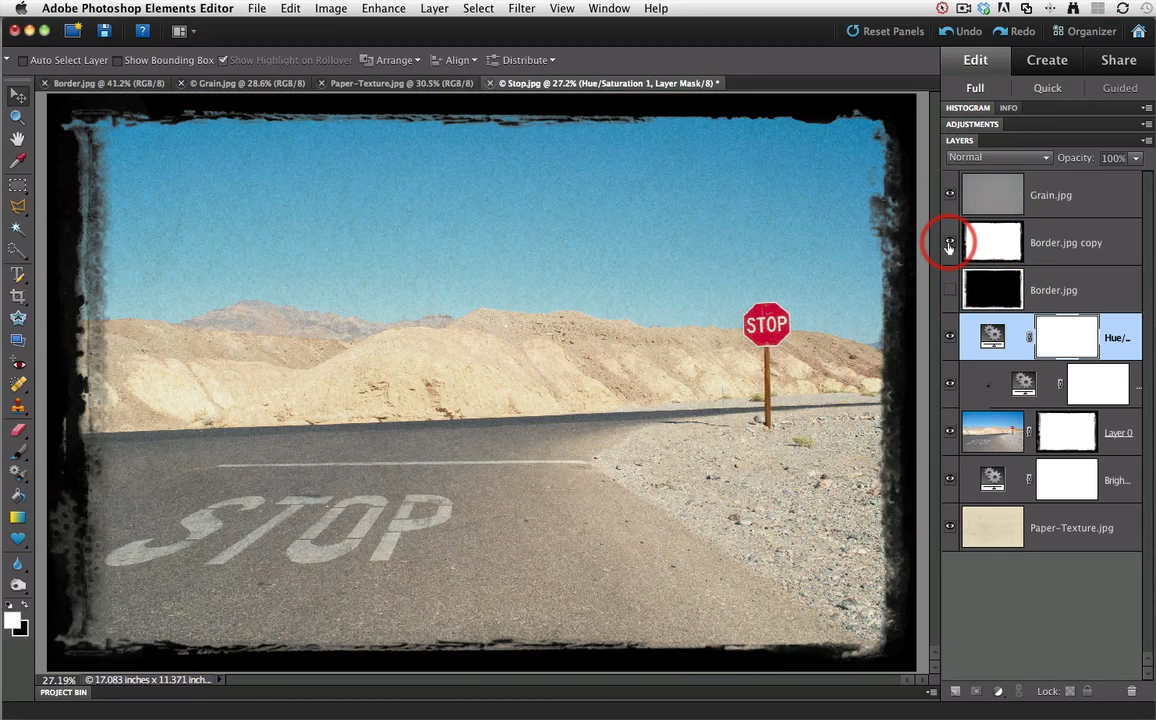 Adobe Photoshop Elements Editor File Edit Image Enhance Layer Select Filter View Window Help
Reset Panels Undo Redo Organizer
Auto Select Layer Show Bounding Box Show Highlight on Rollover Arrange Align Distribute
Edit Create Share
Border.jpg @ 41.2% (RGB/8) © Grain.jpg @ 28.6% (RGB/8) Paper-Texture.jpg @ 30.5% (RGB/8) © Stop.jpg @ 27.2% (Hue/Saturation 1, Layer Mask/8) *
Full Quick Guided
HISTOGRAM INFO
ADJUSTMENTS
LAYERS
Normal Opacity: 100%
Grain.jpg
Border.jpg copy
Border.jpg
Hue/...
...
Layer 0
Brigh...
Paper-Texture.jpg
STOP
STOP
27.19% © 17.083 inches x 11.371 inch...
PROJECT BIN
Lock: